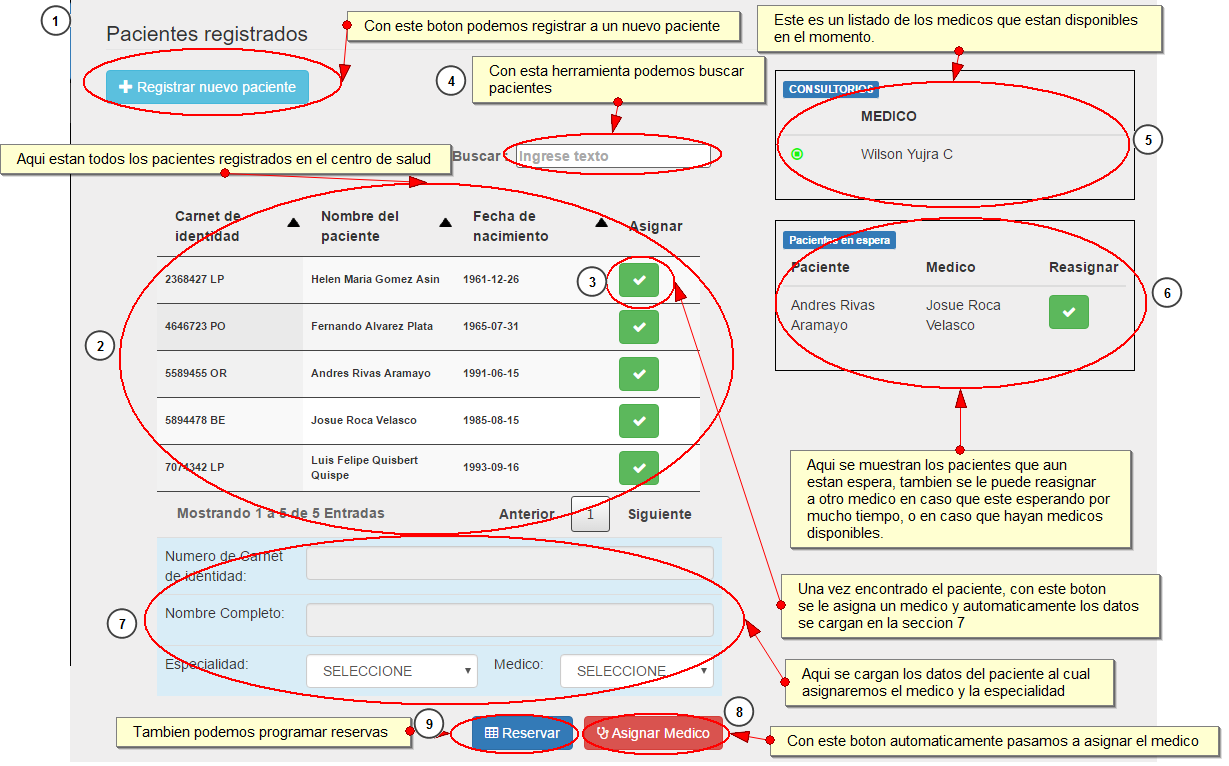 1
Pacientes registrados
Con este boton podemos registrar a un nuevo paciente
Este es un listado de los medicos que estan disponibles
en el momento.
Registrar nuevo paciente
4
Con esta herramienta podemos buscar
pacientes
CONSULTORIOS
MEDICO
Wilson Yujra C
5
Aqui estan todos los pacientes registrados en el centro de salud
Buscar
Ingrese texto
Carnet de
identidad
Nombre del
paciente
Fecha de
nacimiento
Asignar
2368427 LP
Helen Maria Gomez Asin
1961-12-26
3
4646723 PO
Fernando Alvarez Plata
1965-07-31
5589455 OR
Andres Rivas Aramayo
1991-06-15
5894478 BE
Josue Roca Velasco
1985-08-15
7071342 LP
Luis Felipe Quisbert
Quispe
1993-09-16
2
Mostrando 1 a 5 de 5 Entradas
Anterior
1
Siguiente
Pacientes en espera
Paciente
Medico
Reasignar
Andres Rivas
Aramayo
Josue Roca
Velasco
6
Aqui se muestran los pacientes que aun
estan espera, tambien se le puede reasignar
a otro medico en caso que este esperando por
mucho tiempo, o en caso que hayan medicos
disponibles.
Numero de Carnet
de identidad:
Nombre Completo:
7
Especialidad:
SELECCIONE
Medico:
SELECCIONE
Una vez encontrado el paciente, con este boton
se le asigna un medico y automaticamente los datos
se cargan en la seccion 7
Aqui se cargan los datos del paciente al cual
asignaremos el medico y la especialidad
Tambien podemos programar reservas
9
Reservar
Asignar Medico
8
Con este boton automaticamente pasamos a asignar el medico